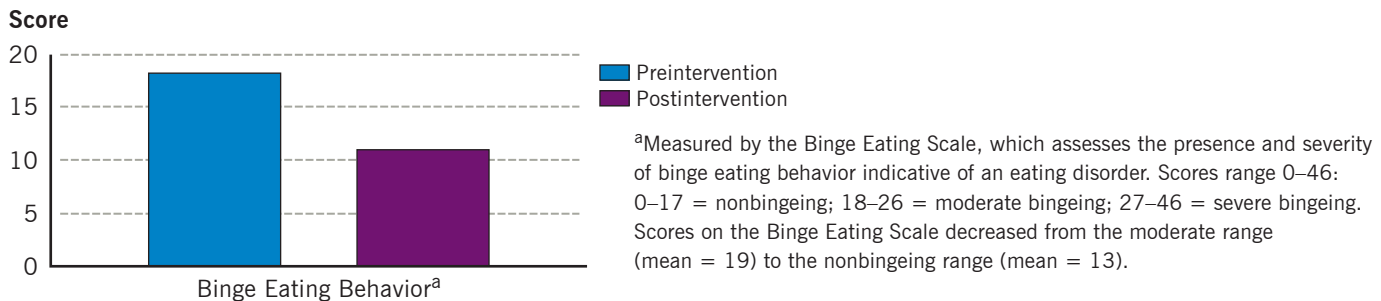 Score
20
15
10
5
0
Binge Eating Behaviorᵃ
Preintervention
Postintervention
ᵃMeasured by the Binge Eating Scale, which assesses the presence and severity
of binge eating behavior indicative of an eating disorder. Scores range 0–46:
0–17 = nonbingeing; 18–26 = moderate bingeing; 27–46 = severe bingeing.
Scores on the Binge Eating Scale decreased from the moderate range
(mean = 19) to the nonbingeing range (mean = 13).